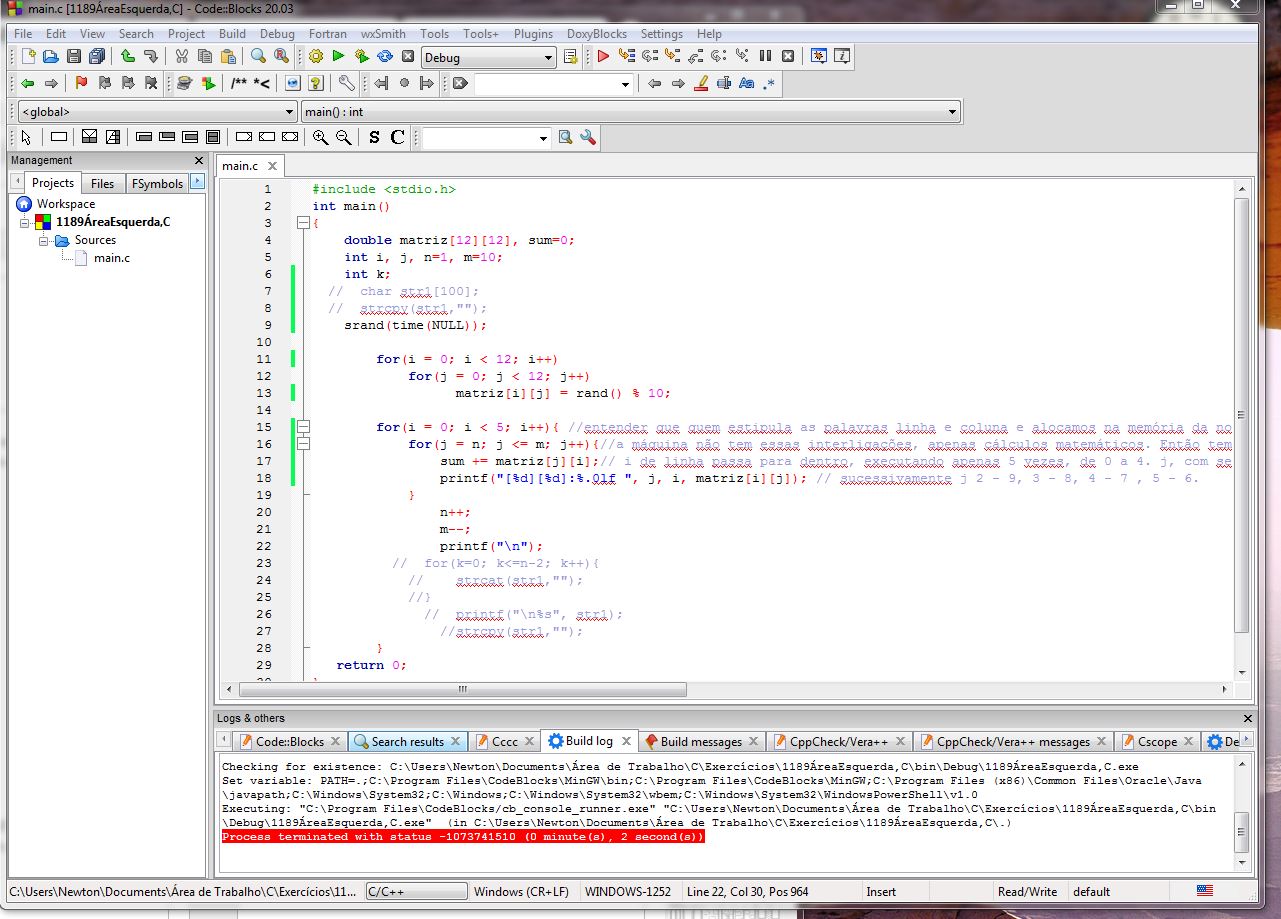 main.c [1189ÁreaEsquerda,C] - Code::Blocks 20.03
File Edit View Search Project Build Debug Fortran wxSmith Tools Tools+ Plugins DoxyBlocks Settings Help
Debug
/** *<
Aa .*
<global> main() : int
S C
Management
Projects Files FSymbols
Workspace
1189ÁreaEsquerda,C
Sources
main.c
main.c
1 #include <stdio.h>
2 int main()
3 {
4 double matriz[12][12], sum=0;
5 int i, j, n=1, m=10;
6 int k;
7 // char str1[100];
8 // strcpy(str1,"");
9 srand(time(NULL));
10
11 for(i = 0; i < 12; i++)
12 for(j = 0; j < 12; j++)
13 matriz[i][j] = rand() % 10;
14
15 for(i = 0; i < 5; i++){ //entender que quem estipula as palavras linha e coluna e alocamos na memória da no
16 for(j = n; j <= m; j++){//a máquina não tem essas interligações, apenas cálculos matemáticos. Então tem
17 sum += matriz[j][i];// i de linha passa para dentro, executando apenas 5 vezes, de 0 a 4. j, com se
18 printf("[%d][%d]:%.0lf ", j, i, matriz[i][j]); // sucessivamente j 2 - 9, 3 - 8, 4 - 7 , 5 - 6.
19 }
20 n++;
21 m--;
22 printf("\n");
23 // for(k=0; k<=n-2; k++){
24 // strcat(str1,"");
25 //}
26 // printf("\n%s", str1);
27 //strcpy(str1,"");
28 }
29 return 0;
Logs & others
Code::Blocks Search results Cccc Build log Build messages CppCheck/Vera++ CppCheck/Vera++ messages Cscope De
Checking for existence: C:\Users\Newton\Documents\Área de Trabalho\C\Exercícios\1189ÁreaEsquerda,C\bin\Debug\1189ÁreaEsquerda,C.exe
Set variable: PATH=.;C:\Program Files\CodeBlocks\MinGW\bin;C:\Program Files\CodeBlocks\MinGW;C:\Program Files (x86)\Common Files\Oracle\Java
\javapath;C:\Windows\System32;C:\Windows;C:\Windows\System32\wbem;C:\Windows\System32\WindowsPowerShell\v1.0
Executing: "C:\Program Files\CodeBlocks/cb_console_runner.exe" "C:\Users\Newton\Documents\Área de Trabalho\C\Exercícios\1189ÁreaEsquerda,C\bin
\Debug\1189ÁreaEsquerda,C.exe" (in C:\Users\Newton\Documents\Área de Trabalho\C\Exercícios\1189ÁreaEsquerda,C\.)
Process terminated with status -1073741510 (0 minute(s), 2 second(s))
C:\Users\Newton\Documents\Área de Trabalho\C\Exercícios\11... C/C++ Windows (CR+LF) WINDOWS-1252 Line 22, Col 30, Pos 964 Insert Read/Write default